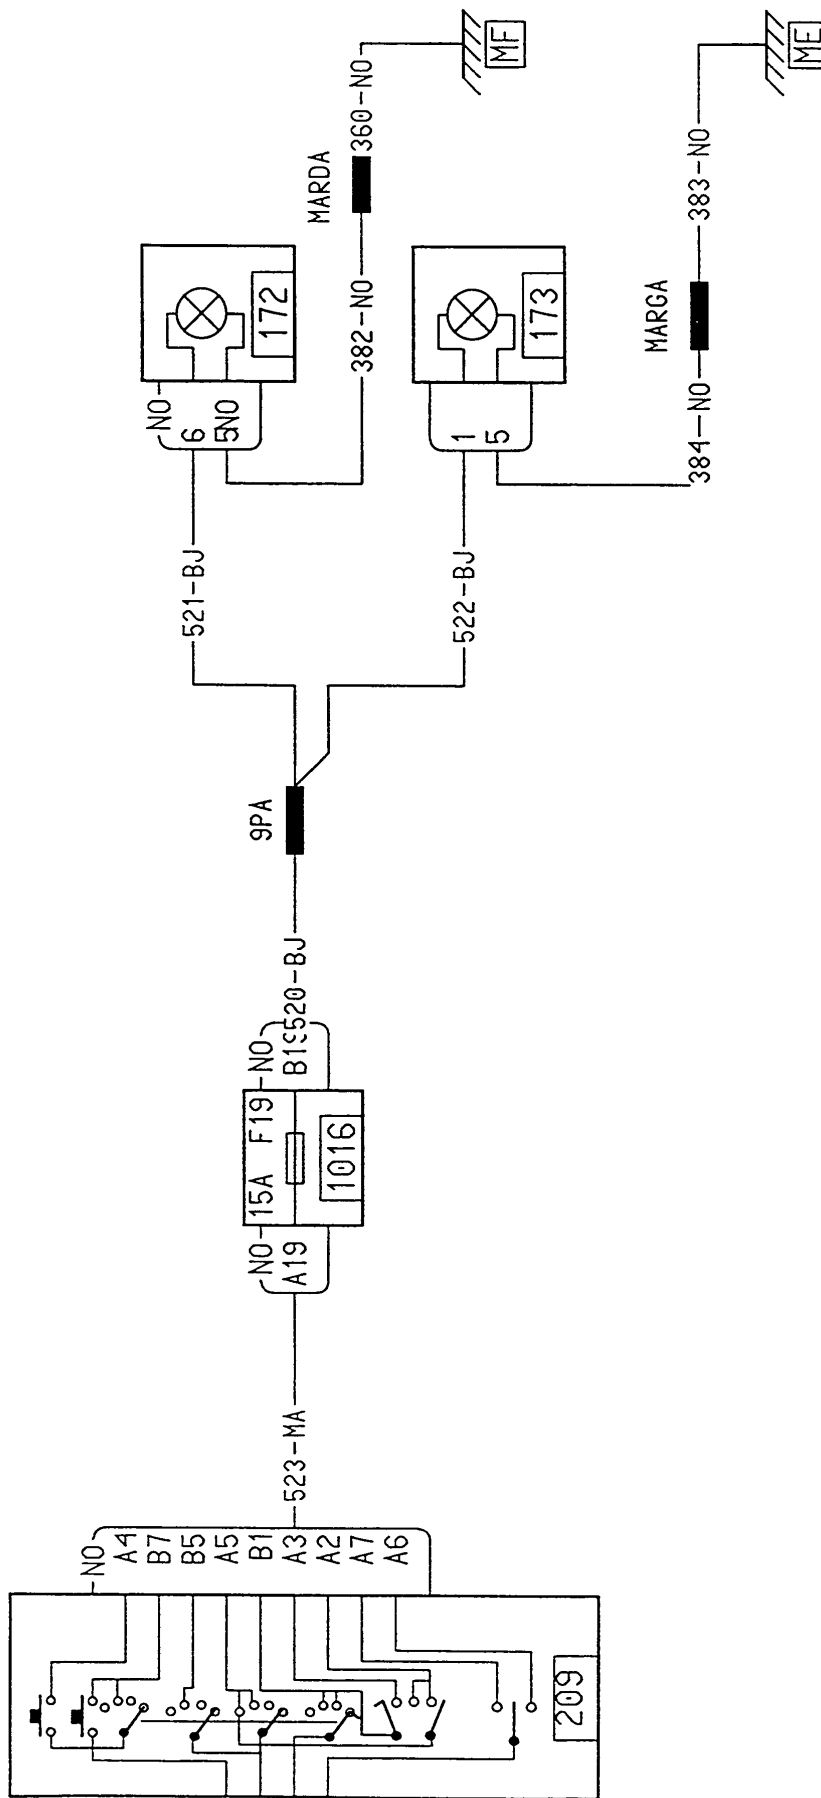 NO
A4
B7
B5
A5
B1
A3
A2
A7
A6
209
523-MA
NO
A19
15A F19
1016
NO
B19
520-BJ
9PA
521-BJ
522-BJ
NO
6
5NO
172
1
5
173
382-NO
MARDA
360-NO
MF
384-NO
MARGA
383-NO
ME